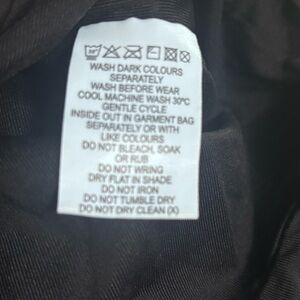 30°
WASH DARK COLOURS
SEPARATELY
WASH BEFORE WEAR
COOL MACHINE WASH 30°C
GENTLE CYCLE
INSIDE OUT IN GARMENT BAG
SEPARATELY OR WITH
LIKE COLOURS
DO NOT BLEACH, SOAK
OR RUB
DO NOT WRING
DRY FLAT IN SHADE
DO NOT IRON
DO NOT TUMBLE DRY
DO NOT DRY CLEAN (X)